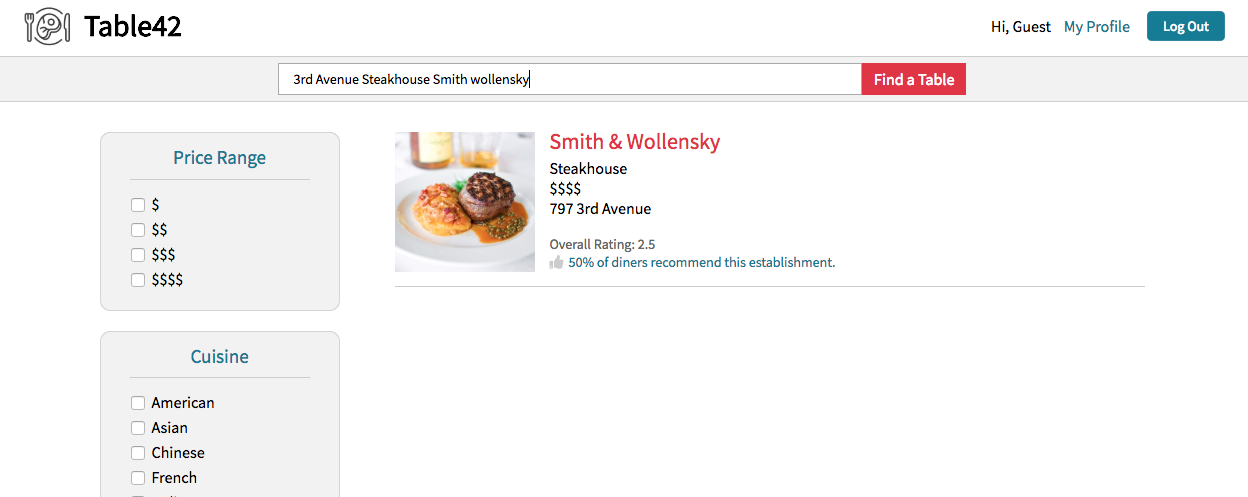 Table42
Hi, Guest My Profile Log Out
3rd Avenue Steakhouse Smith wollensky Find a Table
Price Range
$
$$
$$$
$$$$
Cuisine
American
Asian
Chinese
French
Smith & Wollensky
Steakhouse
$$$$
797 3rd Avenue
Overall Rating: 2.5
50% of diners recommend this establishment.